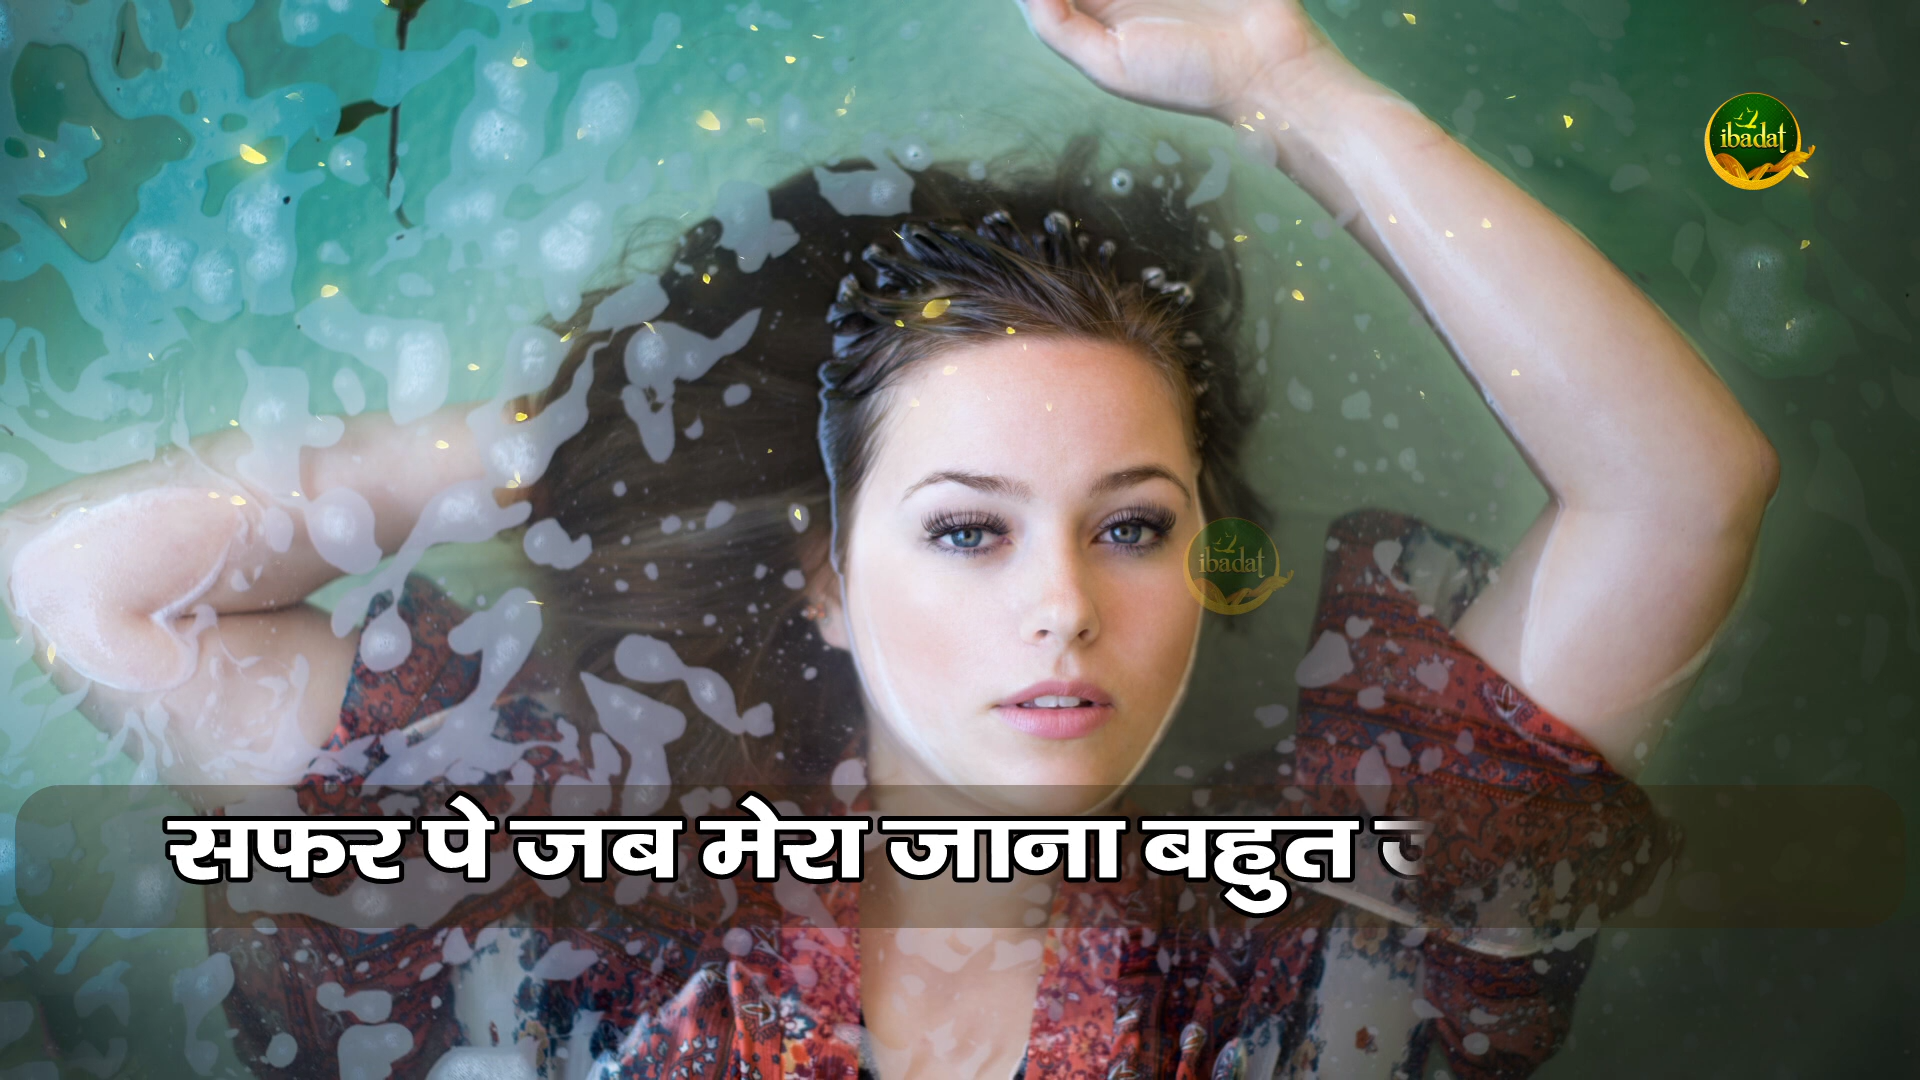 ibadat
ibadat
सफर पे जब मेरा जाना बहुत